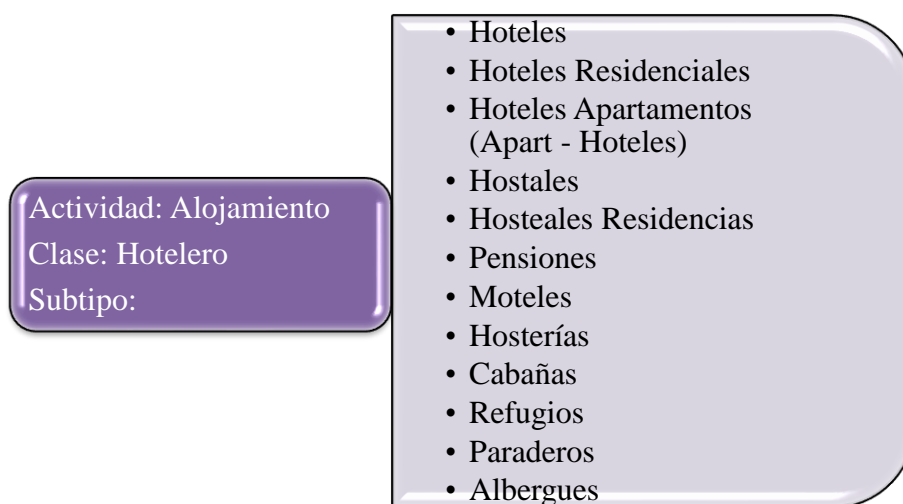 Actividad: Alojamiento
Clase: Hotelero
Subtipo:
• Hoteles
• Hoteles Residenciales
• Hoteles Apartamentos
(Apart - Hoteles)
• Hostales
• Hosteales Residencias
• Pensiones
• Moteles
• Hosterías
• Cabañas
• Refugios
• Paraderos
• Albergues